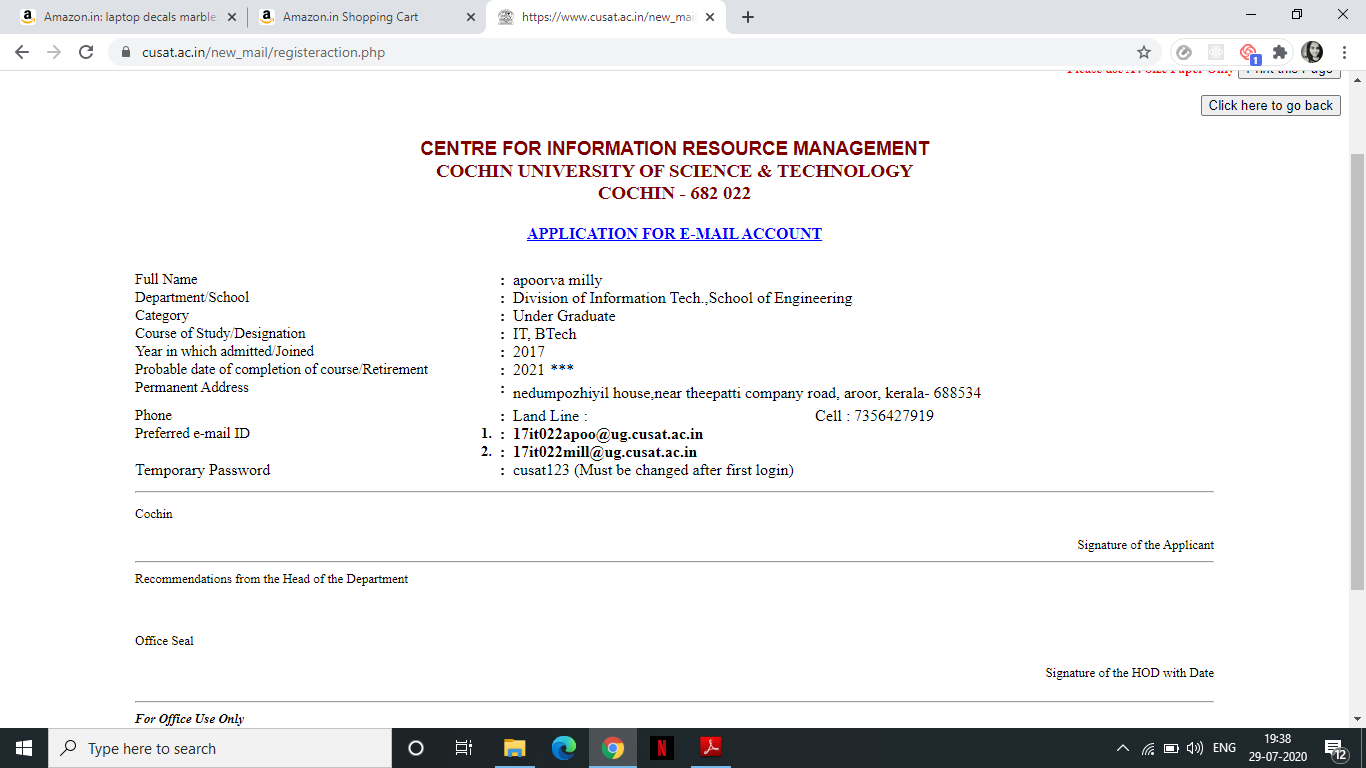 Amazon.in: laptop decals marble
Amazon.in Shopping Cart
https://www.cusat.ac.in/new_mai
cusat.ac.in/new_mail/registeraction.php
1
Please use A4 Size Paper Only Print this Page
Click here to go back
CENTRE FOR INFORMATION RESOURCE MANAGEMENT
COCHIN UNIVERSITY OF SCIENCE & TECHNOLOGY
COCHIN - 682 022
APPLICATION FOR E-MAIL ACCOUNT
Full Name : apoorva milly
Department/School : Division of Information Tech.,School of Engineering
Category : Under Graduate
Course of Study/Designation : IT, BTech
Year in which admitted/Joined : 2017
Probable date of completion of course/Retirement : 2021 ***
Permanent Address : nedumpozhiyil house,near theepatti company road, aroor, kerala- 688534
Phone : Land Line : Cell : 7356427919
Preferred e-mail ID 1. : 17it022apoo@ug.cusat.ac.in
2. : 17it022mill@ug.cusat.ac.in
Temporary Password : cusat123 (Must be changed after first login)
Cochin
Signature of the Applicant
Recommendations from the Head of the Department
Office Seal
Signature of the HOD with Date
For Office Use Only
Type here to search
N
ENG
19:38
29-07-2020
12